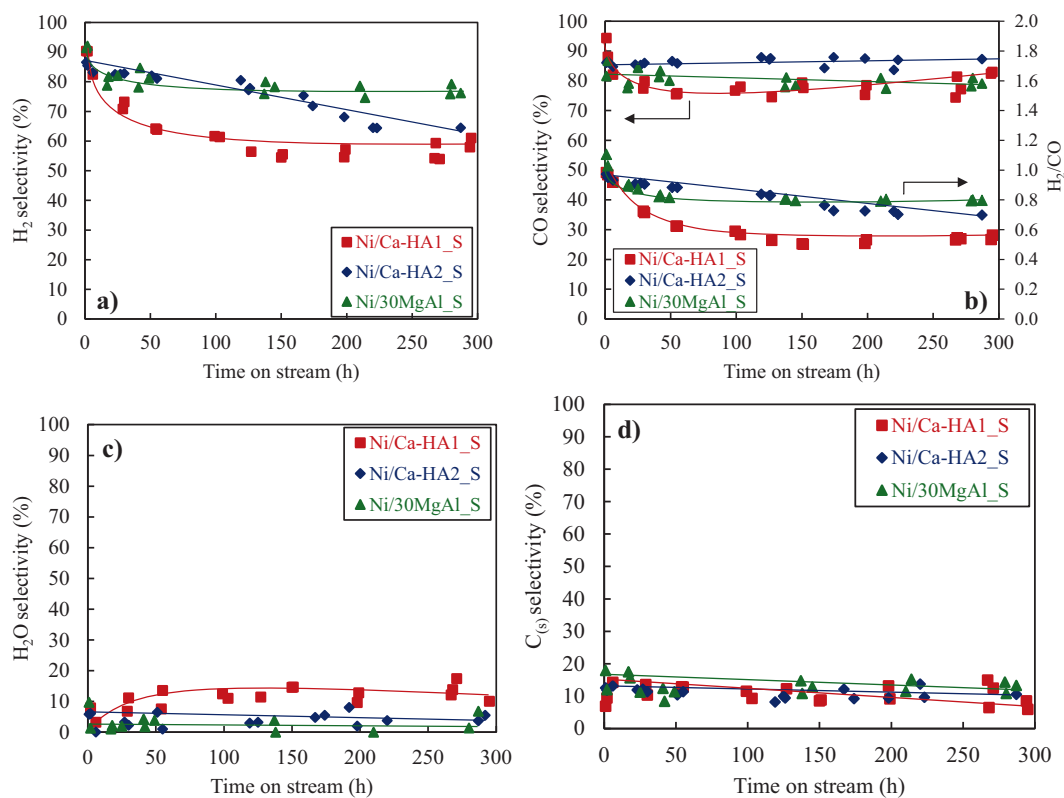 a)
H2 selectivity (%)
100
90
80
70
60
50
40
30
20
10
0
0 50 100 150 200 250 300
Time on stream (h)
Ni/Ca-HA1_S
Ni/Ca-HA2_S
Ni/30MgAl_S
b)
CO selectivity (%)
100
90
80
70
60
50
40
30
20
10
0
2.0
1.8
1.6
1.4
1.2
1.0
0.8
0.6
0.4
0.2
0.0
H2/CO
0 50 100 150 200 250 300
Time on stream (h)
Ni/Ca-HA1_S
Ni/Ca-HA2_S
Ni/30MgAl_S
c)
H2O selectivity (%)
100
90
80
70
60
50
40
30
20
10
0
0 50 100 150 200 250 300
Time on stream (h)
Ni/Ca-HA1_S
Ni/Ca-HA2_S
Ni/30MgAl_S
d)
C(s) selectivity (%)
100
90
80
70
60
50
40
30
20
10
0
0 50 100 150 200 250 300
Time on stream (h)
Ni/Ca-HA1_S
Ni/Ca-HA2_S
Ni/30MgAl_S